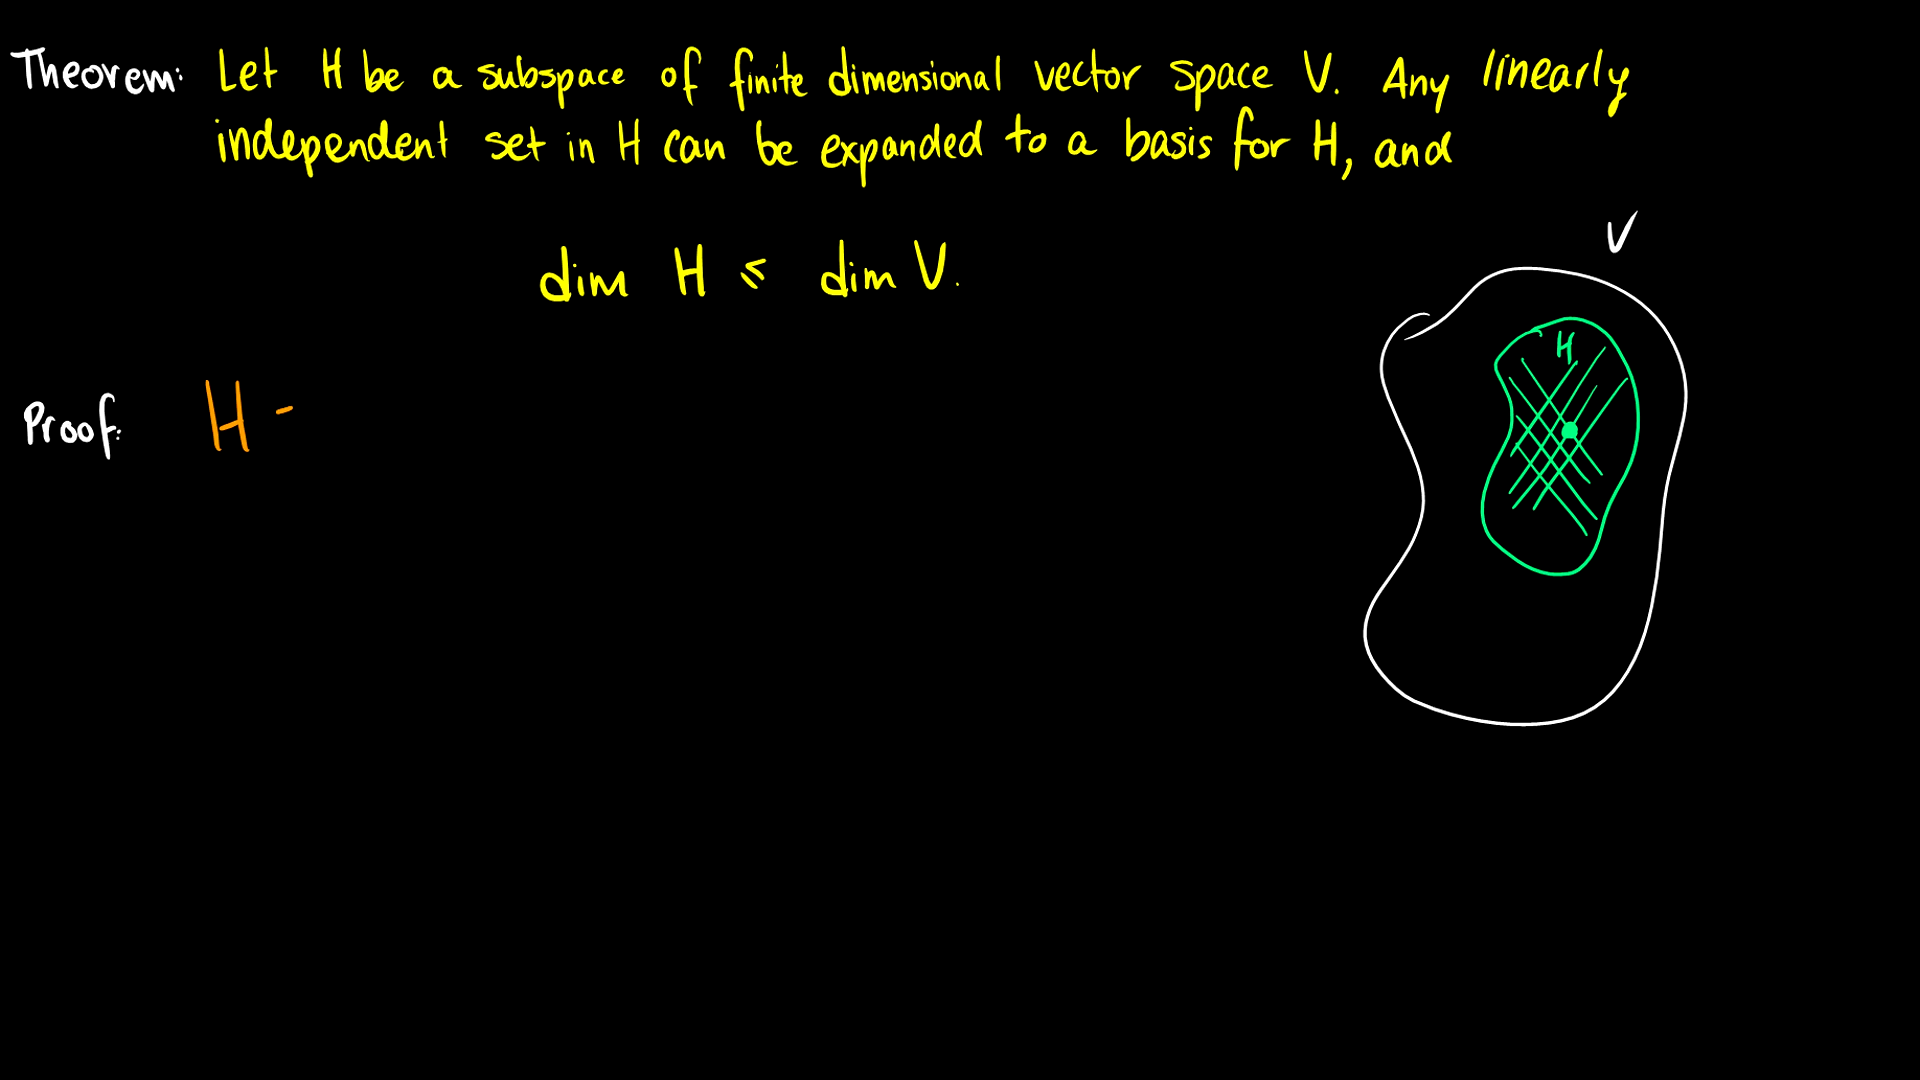 Theorem: Let H be a subspace of finite dimensional vector space V. Any linearly
independent set in H can be expanded to a basis for H, and
dim H ≤ dim V.
V
H
Proof: H -